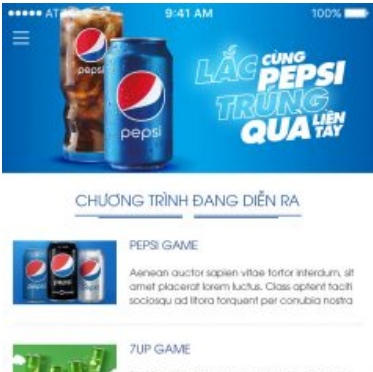 AT&T 9:41 AM 100%
LẮC CÙNG
PEPSI
TRÚNG
QUÀ LIỀN
TAY
pepsi
pepsi
CHƯƠNG TRÌNH ĐANG DIỄN RA
PEPSI GAME
Aenean auctor sapien vitae tortor interdum, sit
amet placerat lorem luctus. Class aptent taciti
sociosqu ad litora torquent per conubia nostra
7UP GAME